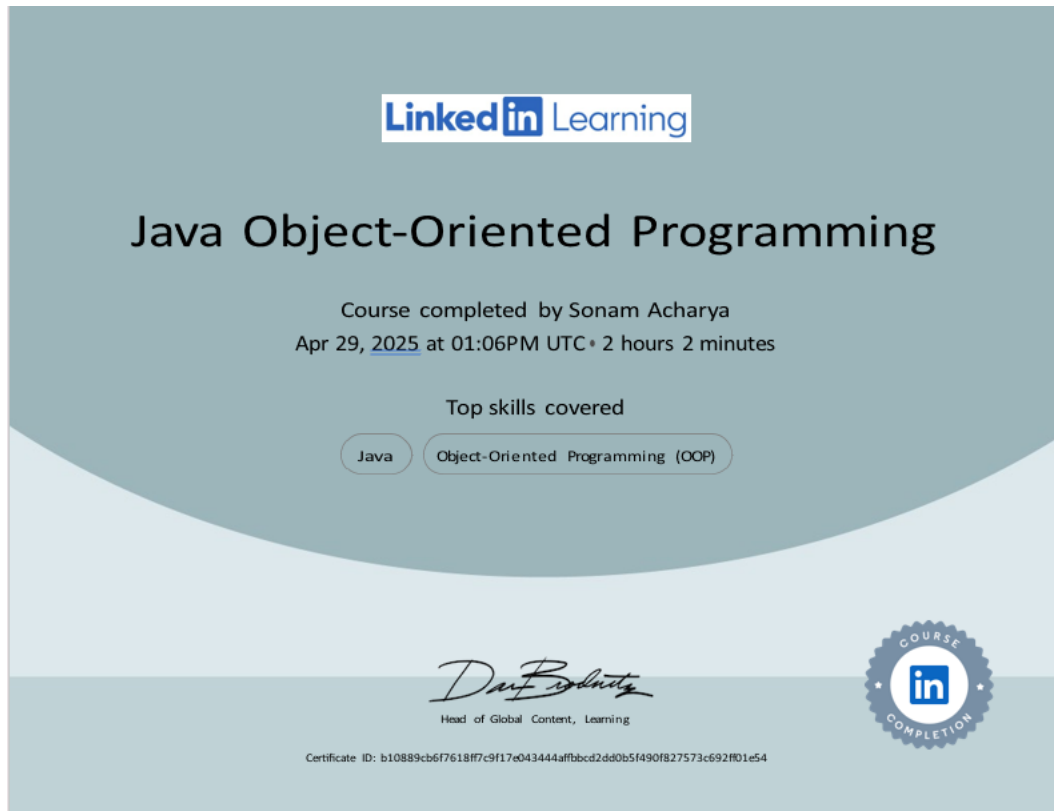 Linked in Learning
Java Object-Oriented Programming
Course completed by Sonam Acharya
Apr 29, 2025 at 01:06PM UTC • 2 hours 2 minutes
Top skills covered
Java
Object-Oriented Programming (OOP)
Head of Global Content, Learning
COURSE
in
COMPLETION
Certificate ID: b10889cb6f7618ff7c9f17e043444affbbcd2dd0b5f490f827573c692ff01e54